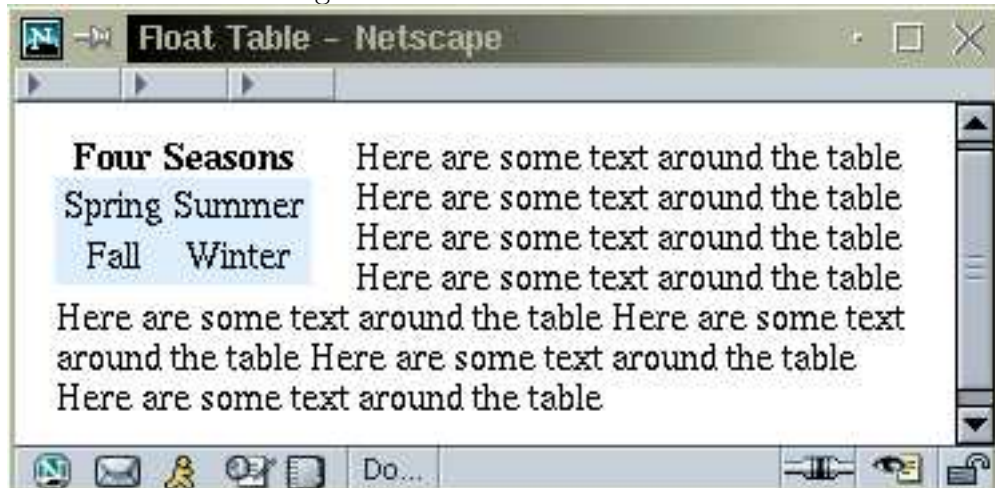 Float Table - Netscape
Four Seasons
Spring Summer
Fall Winter
Here are some text around the table
Here are some text around the table
Here are some text around the table
Here are some text around the table
Here are some text around the table Here are some text
around the table Here are some text around the table
Here are some text around the table
Do...